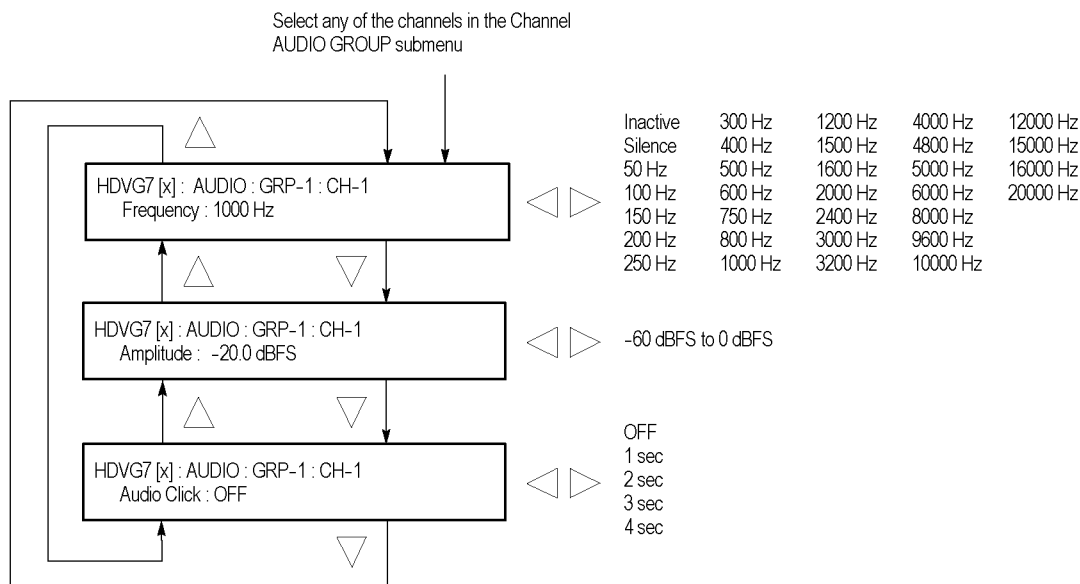 Select any of the channels in the Channel
AUDIO GROUP submenu
HDVG7 [x] : AUDIO : GRP-1 : CH-1
Frequency : 1000 Hz
Inactive 300 Hz 1200 Hz 4000 Hz 12000 Hz
Silence 400 Hz 1500 Hz 4800 Hz 15000 Hz
50 Hz 500 Hz 1600 Hz 5000 Hz 16000 Hz
100 Hz 600 Hz 2000 Hz 6000 Hz 20000 Hz
150 Hz 750 Hz 2400 Hz 8000 Hz
200 Hz 800 Hz 3000 Hz 9600 Hz
250 Hz 1000 Hz 3200 Hz 10000 Hz
HDVG7 [x] : AUDIO : GRP-1 : CH-1
Amplitude : -20.0 dBFS
-60 dBFS to 0 dBFS
HDVG7 [x] : AUDIO : GRP-1 : CH-1
Audio Click : OFF
OFF
1 sec
2 sec
3 sec
4 sec